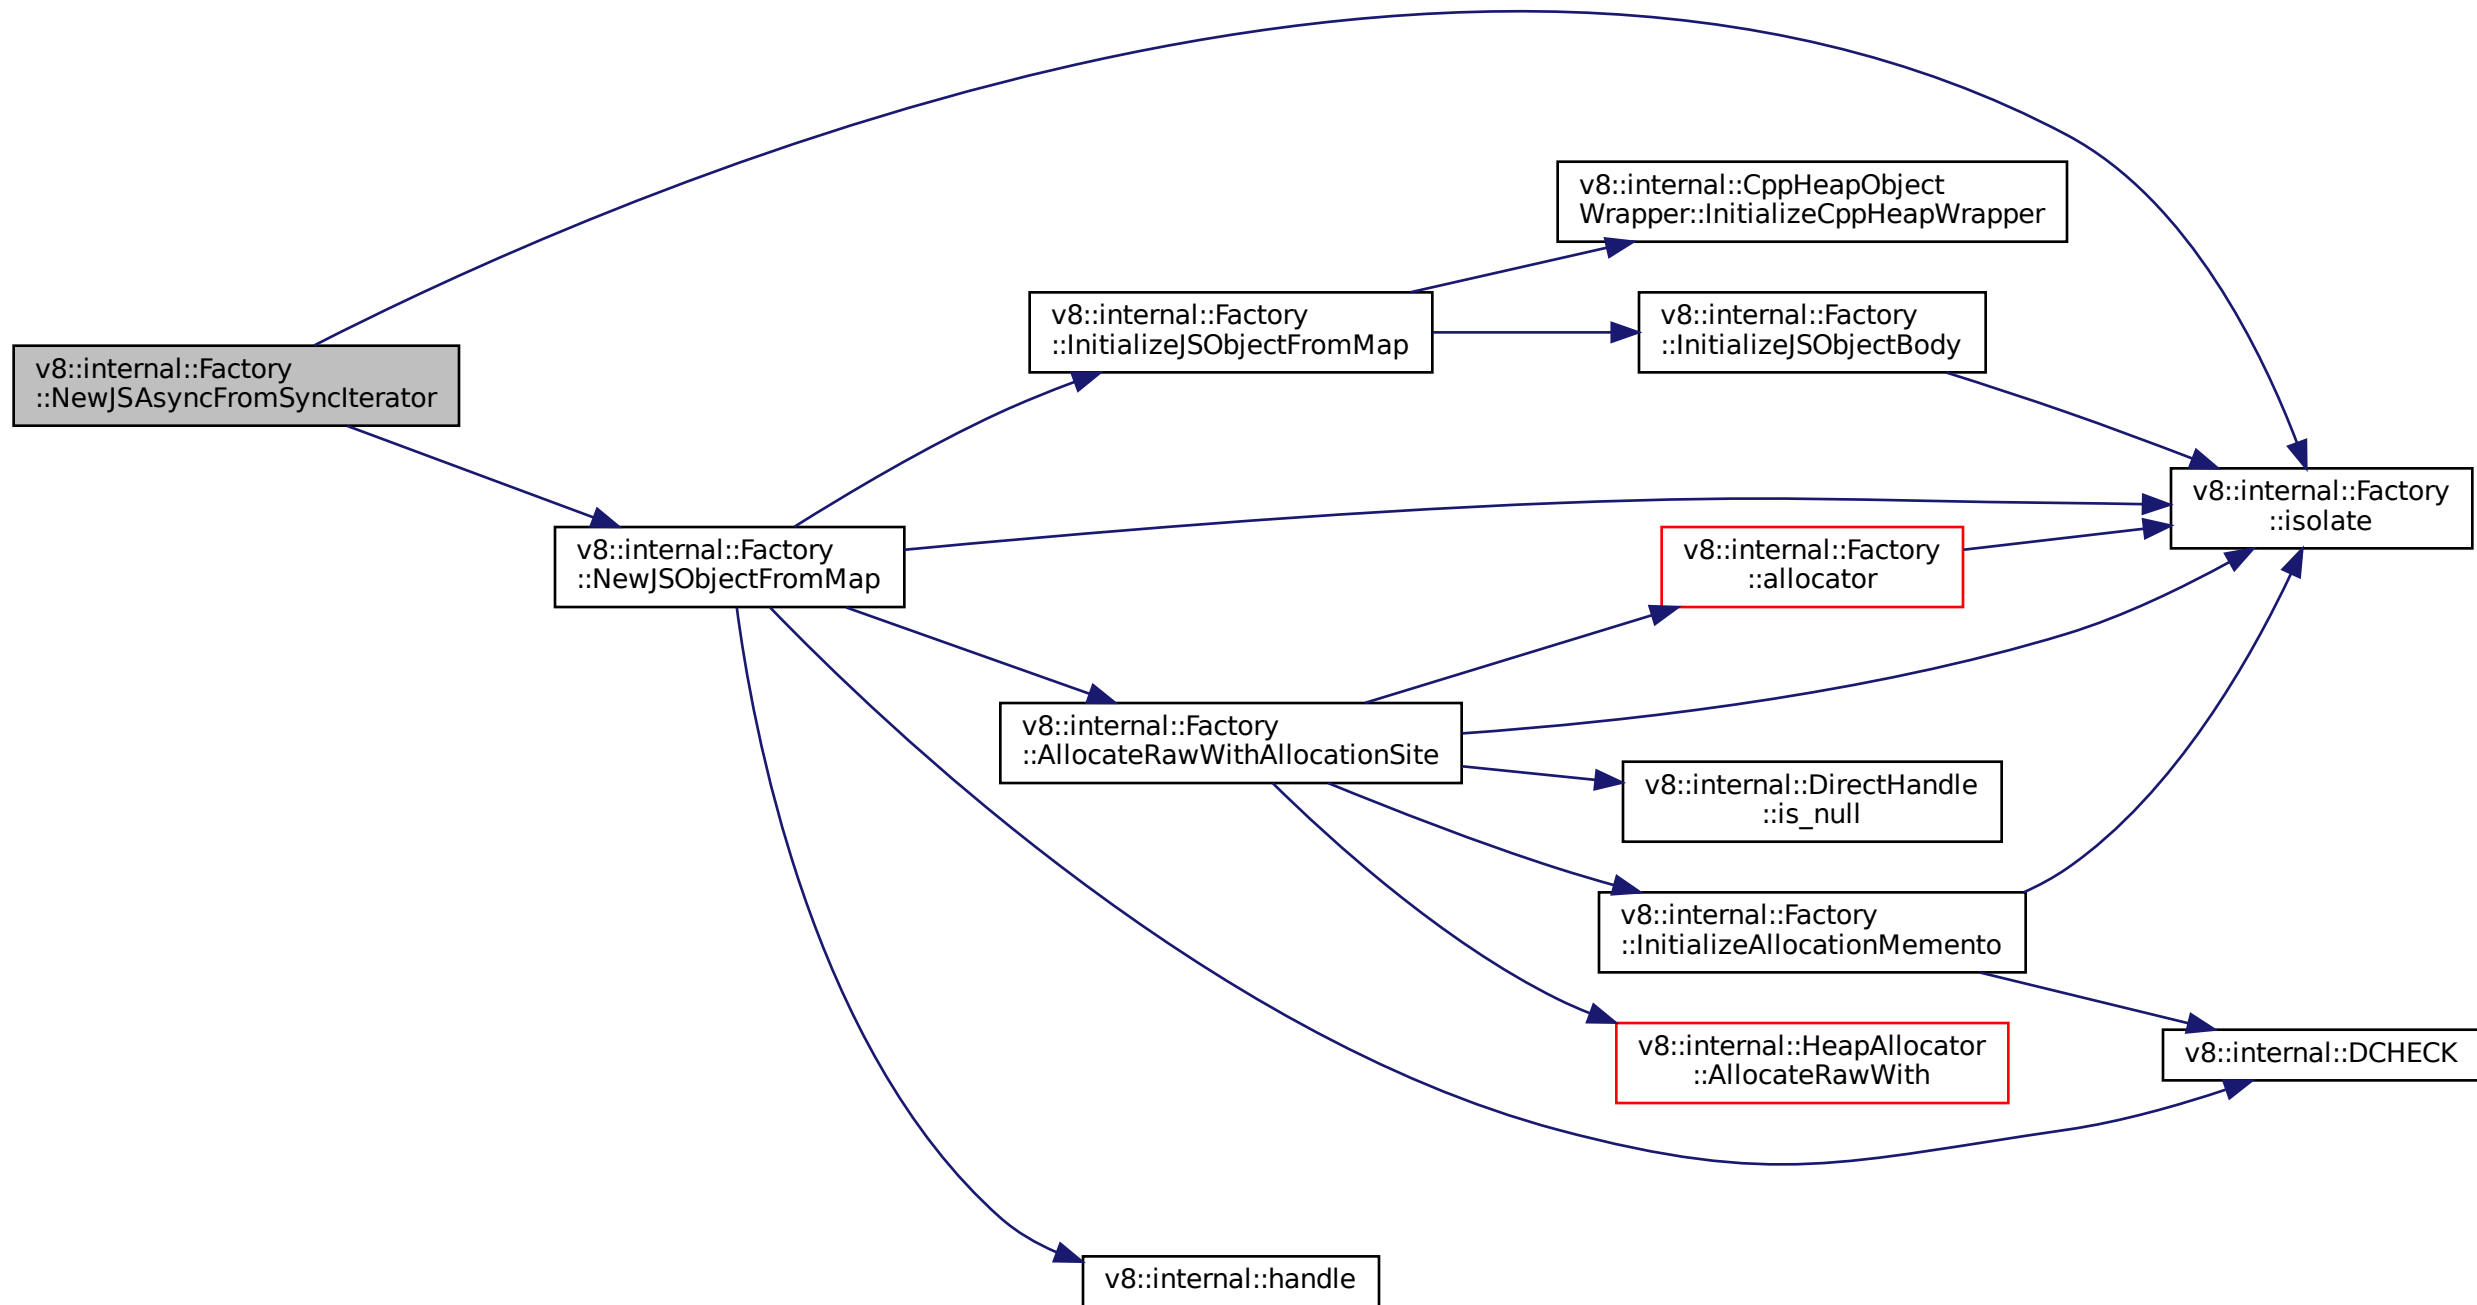 v8::internal::CppHeapObject
Wrapper::InitializeCppHeapWrapper
v8::internal::Factory
::InitializeJSObjectFromMap
v8::internal::Factory
::InitializeJSObjectBody
v8::internal::Factory
::NewJSAsyncFromSyncIterator
v8::internal::Factory
::isolate
v8::internal::Factory
::NewJSObjectFromMap
v8::internal::Factory
::allocator
v8::internal::Factory
::AllocateRawWithAllocationSite
v8::internal::DirectHandle
::is_null
v8::internal::Factory
::InitializeAllocationMemento
v8::internal::HeapAllocator
::AllocateRawWith
v8::internal::DCHECK
v8::internal::handle